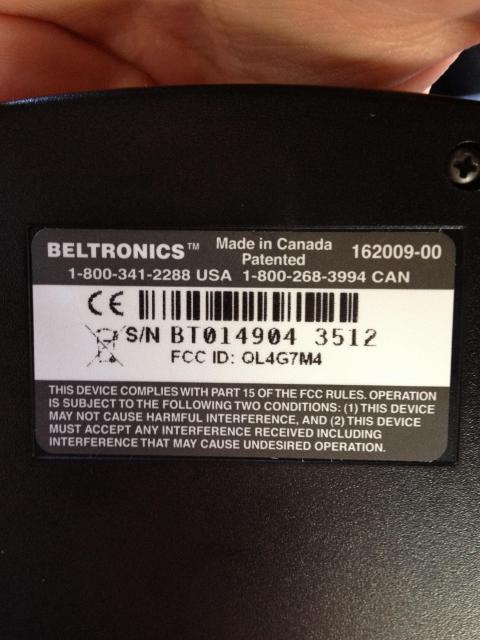 BELTRONICS™ Made in Canada 162009-00
Patented
1-800-341-2288 USA 1-800-268-3994 CAN
CE
S/N BT014904 3512
FCC ID: QL4G7M4
THIS DEVICE COMPLIES WITH PART 15 OF THE FCC RULES. OPERATION
IS SUBJECT TO THE FOLLOWING TWO CONDITIONS: (1) THIS DEVICE
MAY NOT CAUSE HARMFUL INTERFERENCE, AND (2) THIS DEVICE
MUST ACCEPT ANY INTERFERENCE RECEIVED INCLUDING
INTERFERENCE THAT MAY CAUSE UNDESIRED OPERATION.